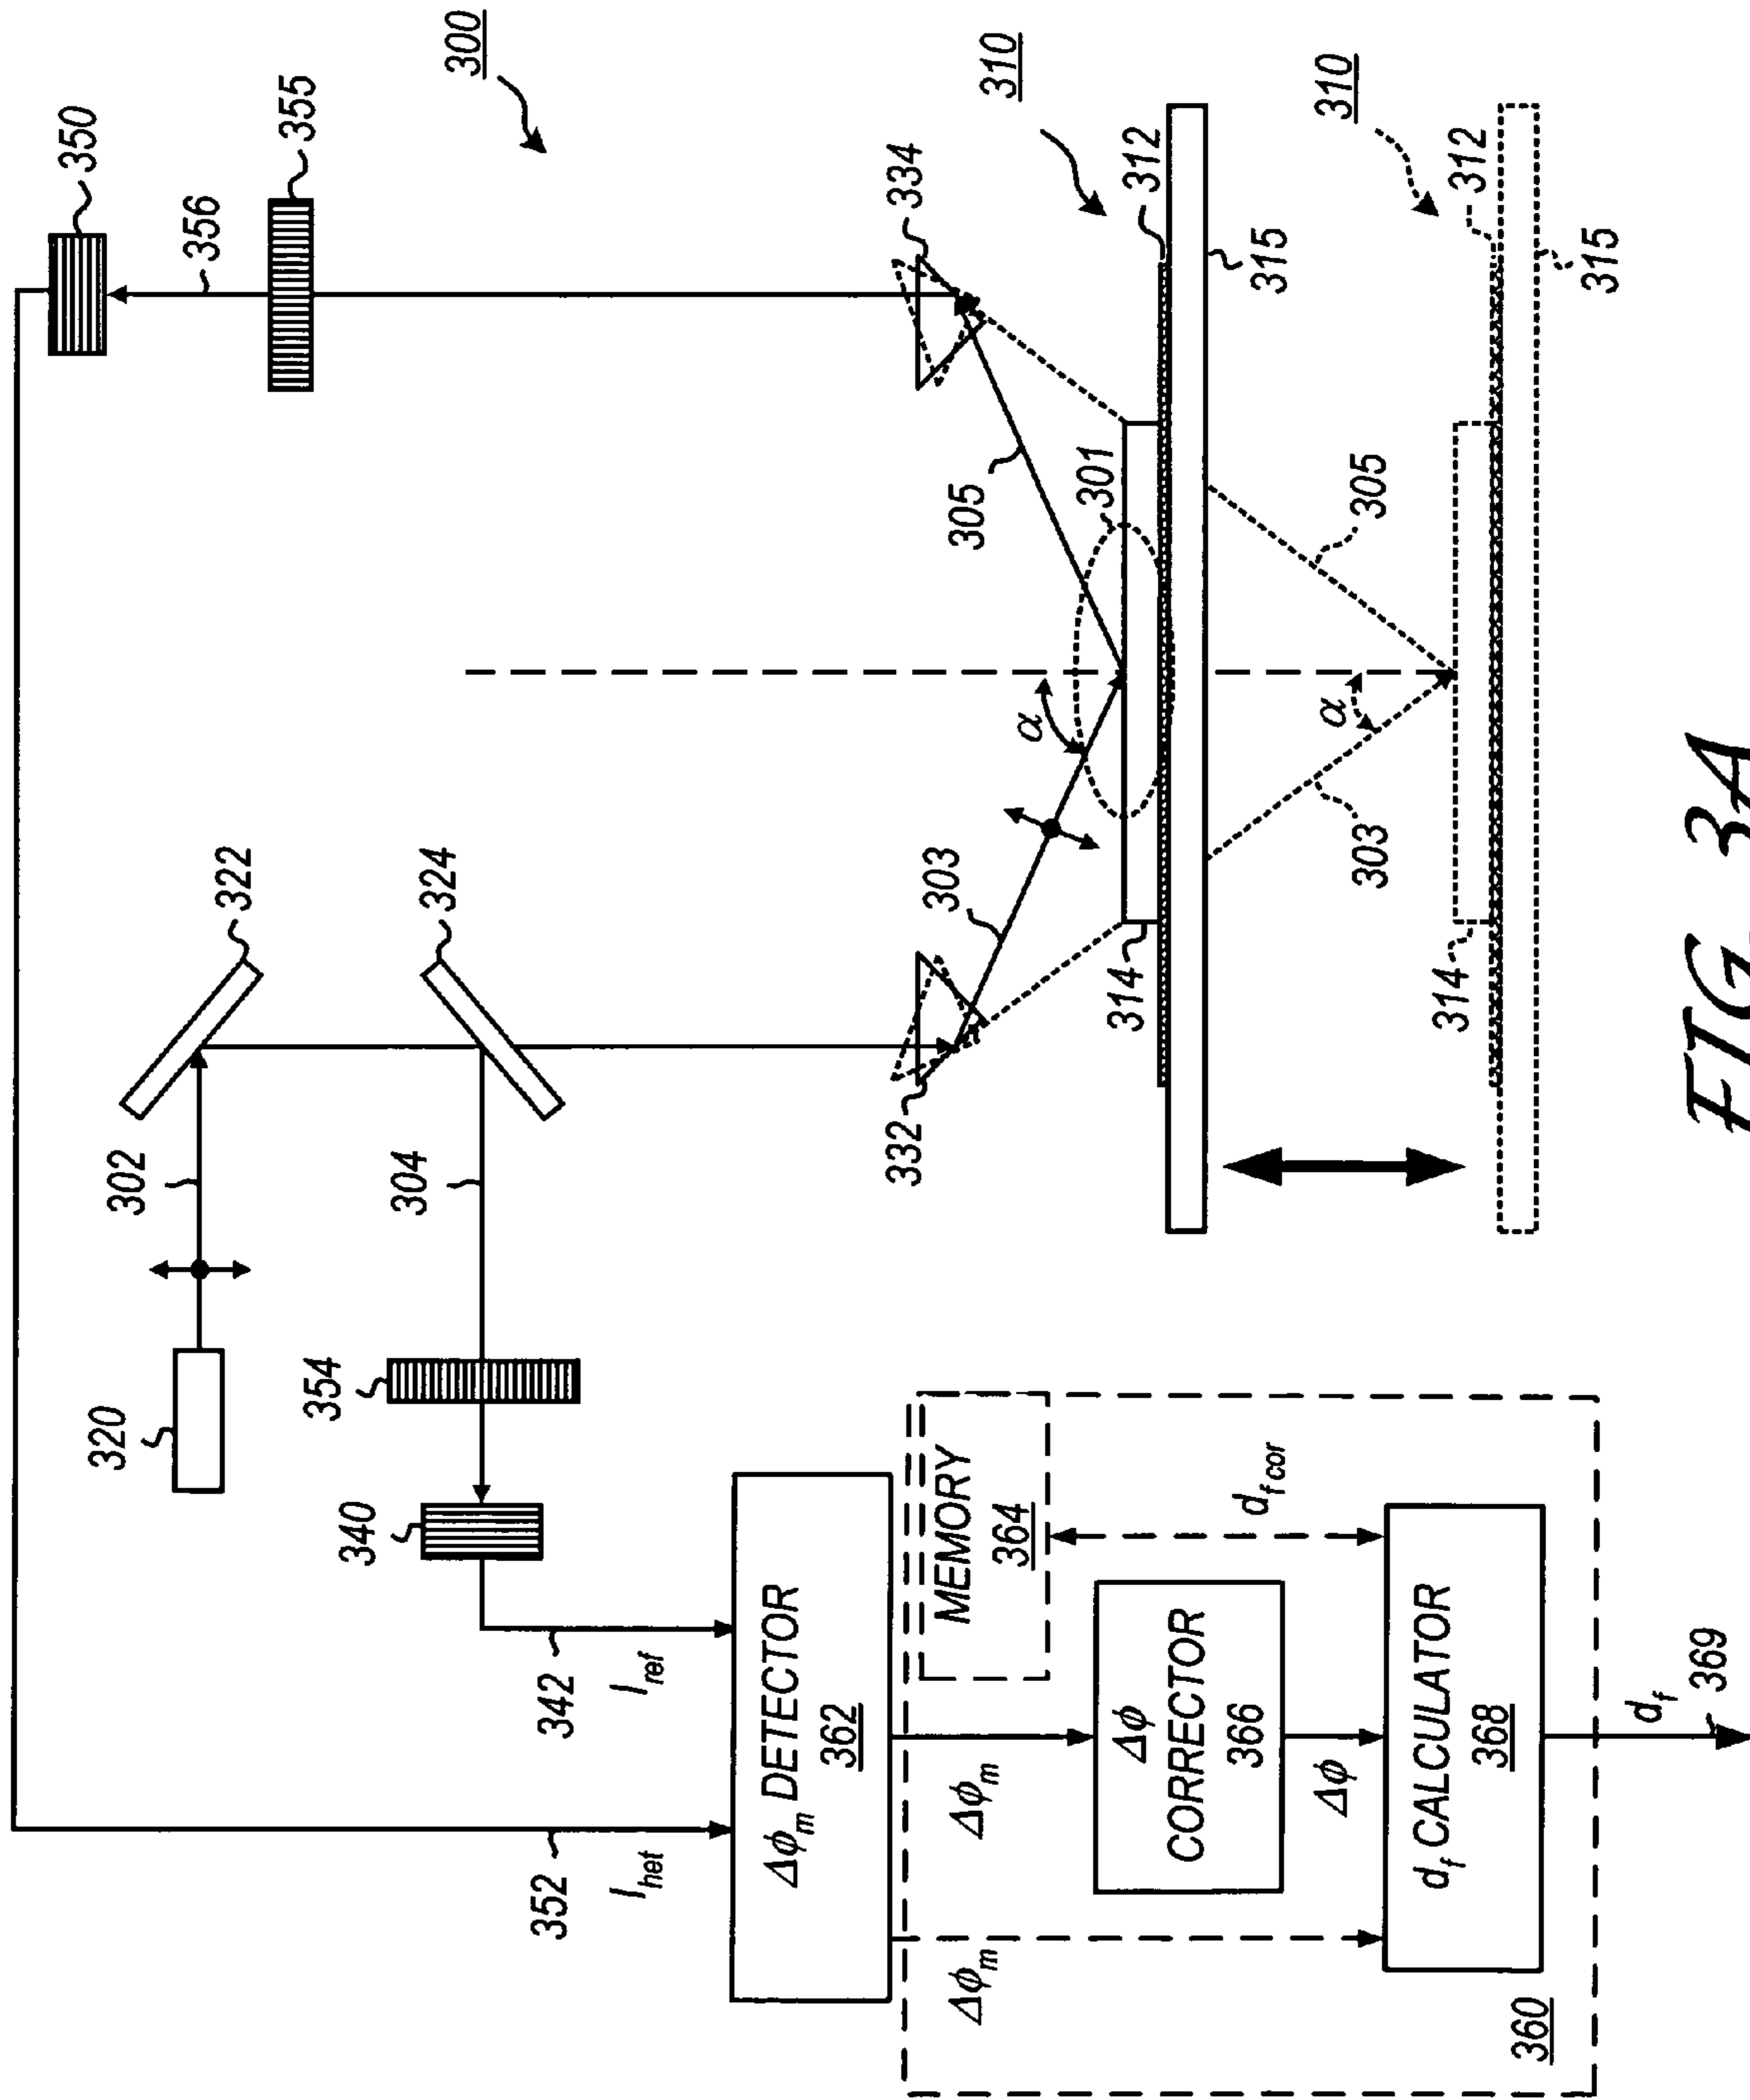 300
350
356
355
334
322
324
302
304
320
354
340
342
I_ref
352
I_het
Δφ_m DETECTOR
362
MEMORY
364
d_f cor
Δφ_m
Δφ_m
Δφ
CORRECTOR
366
Δφ
d_f CALCULATOR
368
d_f
369
360
332
303
305
301
α
310
312
314
315
α
303
305
310
312
314
315
FIG. 3A